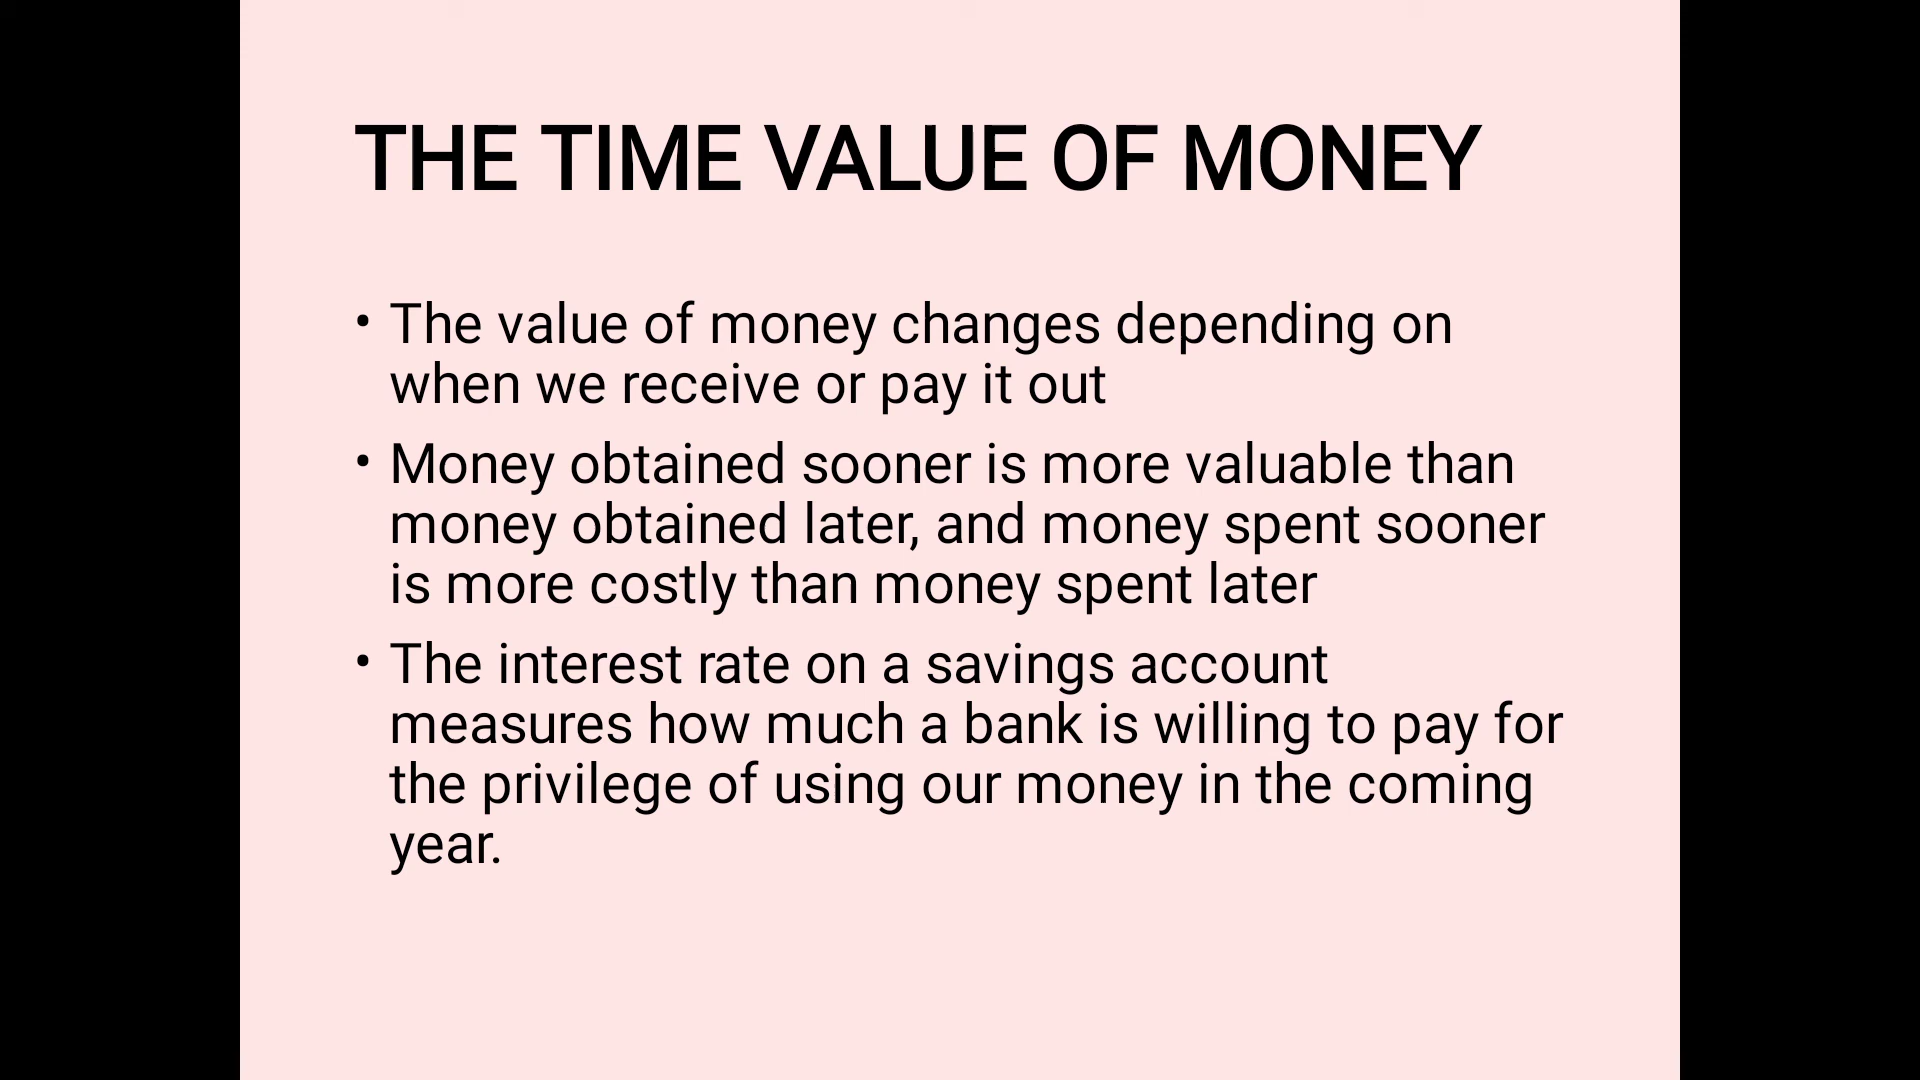 THE TIME VALUE OF MONEY
• The value of money changes depending on
when we receive or pay it out
• Money obtained sooner is more valuable than
money obtained later, and money spent sooner
is more costly than money spent later
• The interest rate on a savings account
measures how much a bank is willing to pay for
the privilege of using our money in the coming
year.